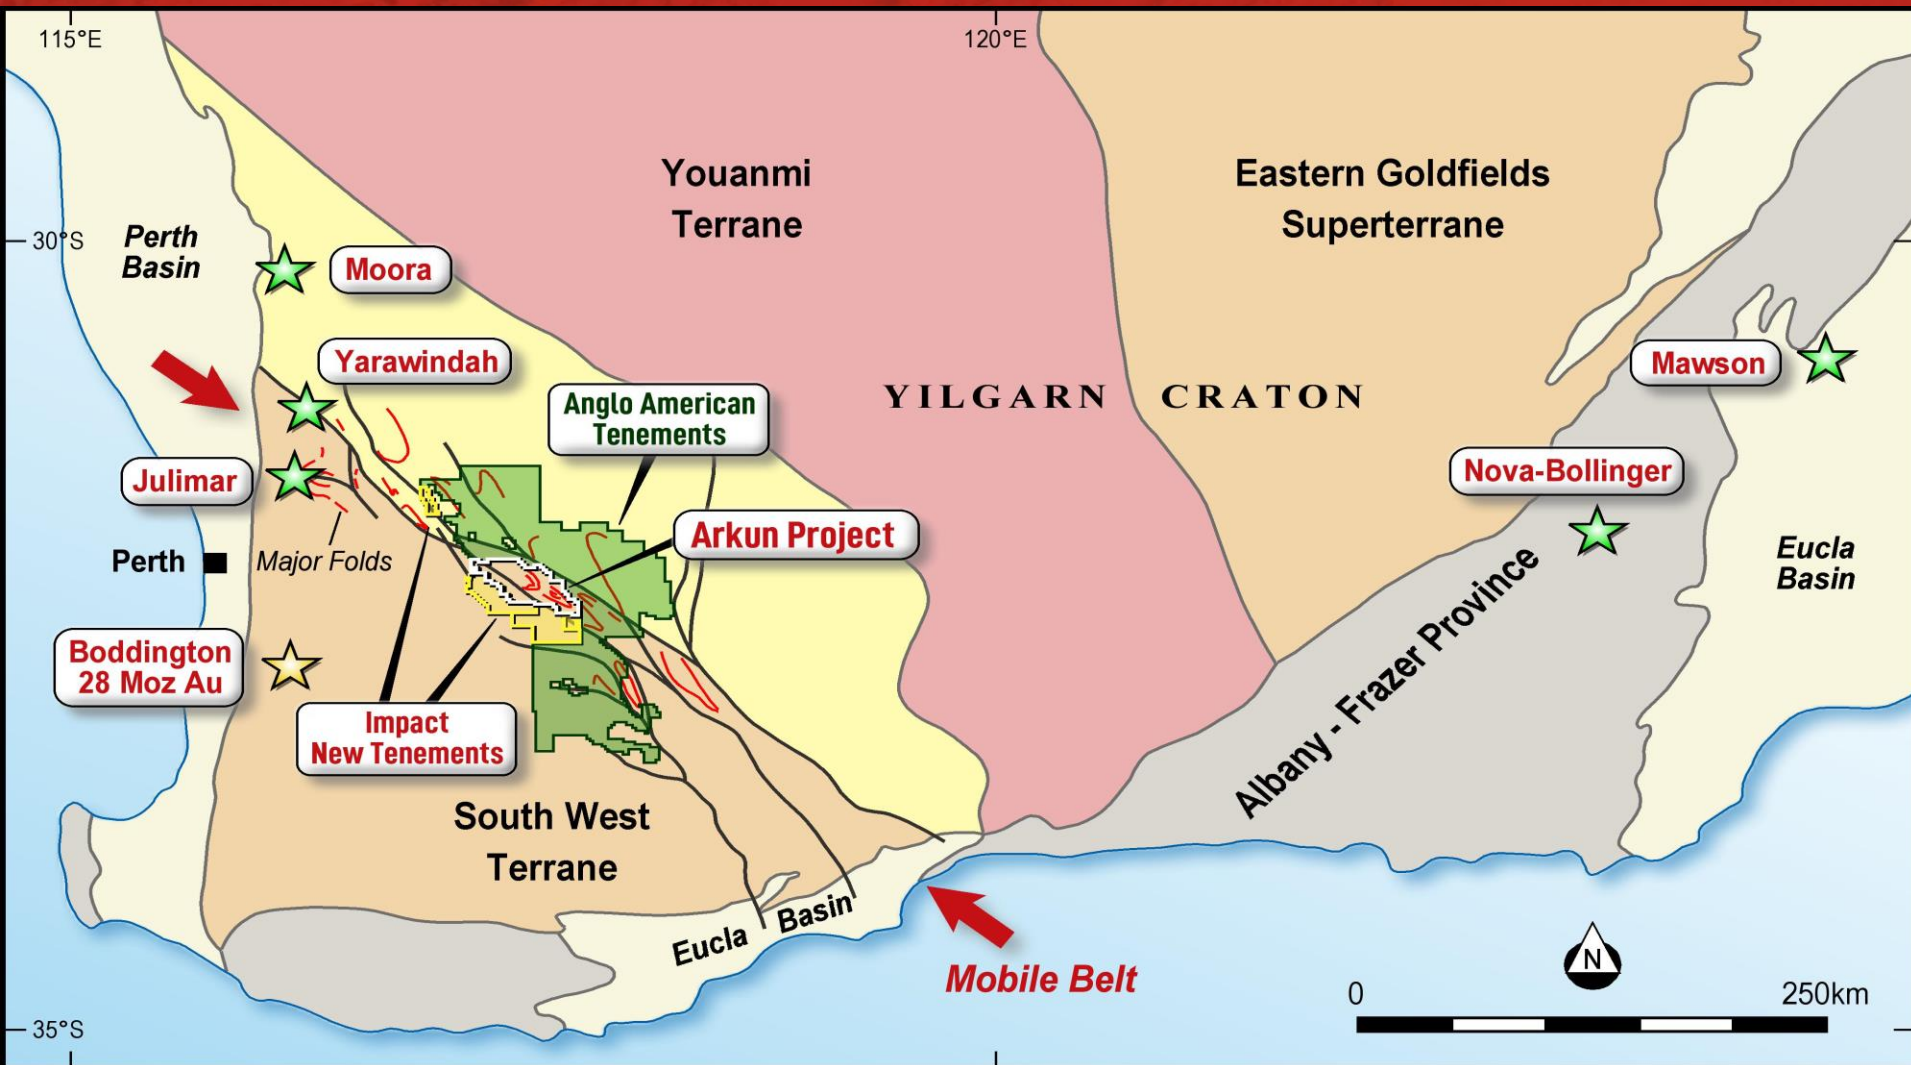 115°E
120°E
Youanmi
Terrane
Eastern Goldfields
Superterrane
30°S
Perth
Basin
Moora
Yarawindah
Mawson
YILGARN CRATON
Anglo American
Tenements
Julimar
Nova-Bollinger
Arkun Project
Perth
Major Folds
Eucla
Basin
Boddington
28 Moz Au
Albany - Frazer Province
Impact
New Tenements
South West
Terrane
Eucla Basin
Mobile Belt
N
0
250km
35°S